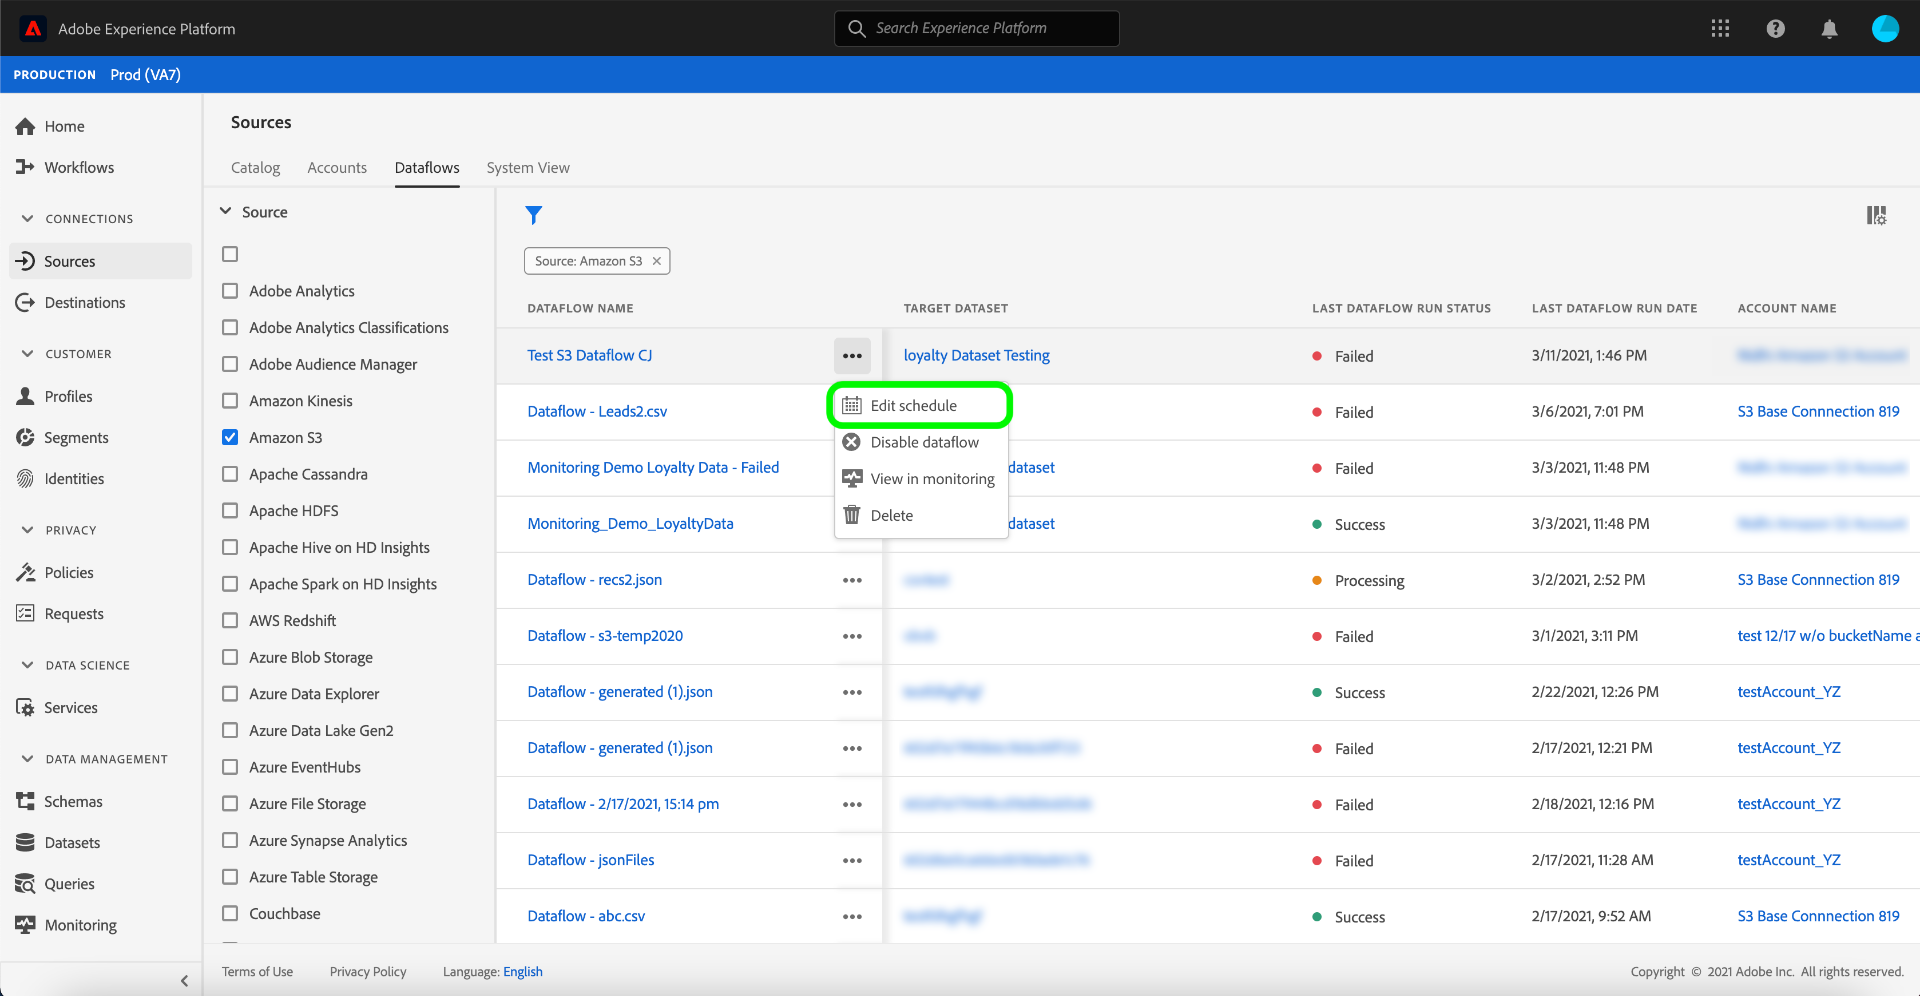 Adobe Experience Platform
Search Experience Platform
PRODUCTION Prod (VA7)
Home
Workflows
CONNECTIONS
Sources
Destinations
CUSTOMER
Profiles
Segments
Identities
PRIVACY
Policies
Requests
DATA SCIENCE
Services
DATA MANAGEMENT
Schemas
Datasets
Queries
Monitoring
Sources
Catalog Accounts Dataflows System View
Source
Adobe Analytics
Adobe Analytics Classifications
Adobe Audience Manager
Amazon Kinesis
Amazon S3
Apache Cassandra
Apache HDFS
Apache Hive on HD Insights
Apache Spark on HD Insights
AWS Redshift
Azure Blob Storage
Azure Data Explorer
Azure Data Lake Gen2
Azure EventHubs
Azure File Storage
Azure Synapse Analytics
Azure Table Storage
Couchbase
Source: Amazon S3
DATAFLOW NAME TARGET DATASET LAST DATAFLOW RUN STATUS LAST DATAFLOW RUN DATE ACCOUNT NAME
Test S3 Dataflow CJ loyalty Dataset Testing Failed 3/11/2021, 1:46 PM
Dataflow - Leads2.csv Failed 3/6/2021, 7:01 PM S3 Base Connnection 819
Monitoring Demo Loyalty Data - Failed dataset Failed 3/3/2021, 11:48 PM
Monitoring_Demo_LoyaltyData dataset Success 3/3/2021, 11:48 PM
Dataflow - recs2.json Processing 3/2/2021, 2:52 PM S3 Base Connnection 819
Dataflow - s3-temp2020 Failed 3/1/2021, 3:11 PM test 12/17 w/o bucketName a
Dataflow - generated (1).json Success 2/22/2021, 12:26 PM testAccount_YZ
Dataflow - generated (1).json Failed 2/17/2021, 12:21 PM testAccount_YZ
Dataflow - 2/17/2021, 15:14 pm Failed 2/18/2021, 12:16 PM testAccount_YZ
Dataflow - jsonFiles Failed 2/17/2021, 11:28 AM testAccount_YZ
Dataflow - abc.csv Success 2/17/2021, 9:52 AM S3 Base Connnection 819
Edit schedule
Disable dataflow
View in monitoring
Delete
Terms of Use Privacy Policy Language: English
Copyright © 2021 Adobe Inc. All rights reserved.